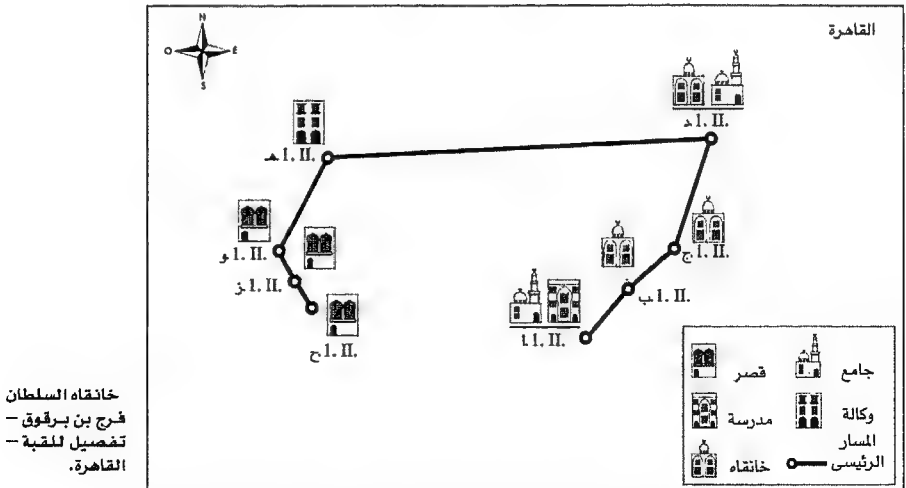 القاهرة
N
O
E
S
II. 1.د
II. 1.هـ
II. 1.و
II. 1.ز
II. 1.ح
II. 1.ج
II. 1.ب
II. 1.ا
جامع
قصر
وكالة
مدرسة
المسار
الرئيسى
خانقاه
خانقاه السلطان
فرج بن برقوق –
تفصيل للقبة –
القاهرة.